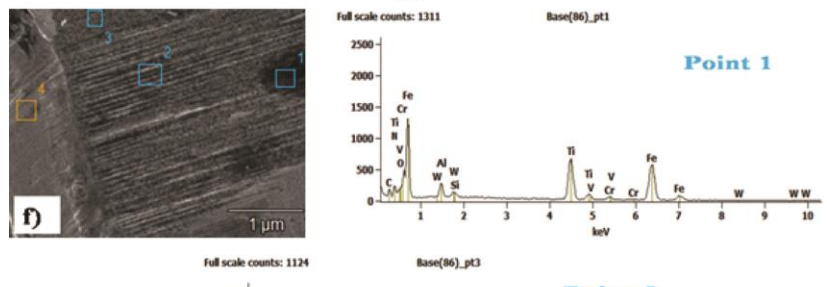 Full scale counts: 1311
Base(86)_pt1
Point 1
3
2
1
4
f)
1 μm
2500
2000
1500
1000
500
0
Fe
Cr
Ti
N
V
O
C
Al
W
W
Si
Ti
Ti
V
V
Cr
Cr
Fe
Fe
W
W W
1 2 3 4 5 6 7 8 9 10
keV
Full scale counts: 1124
Base(86)_pt3